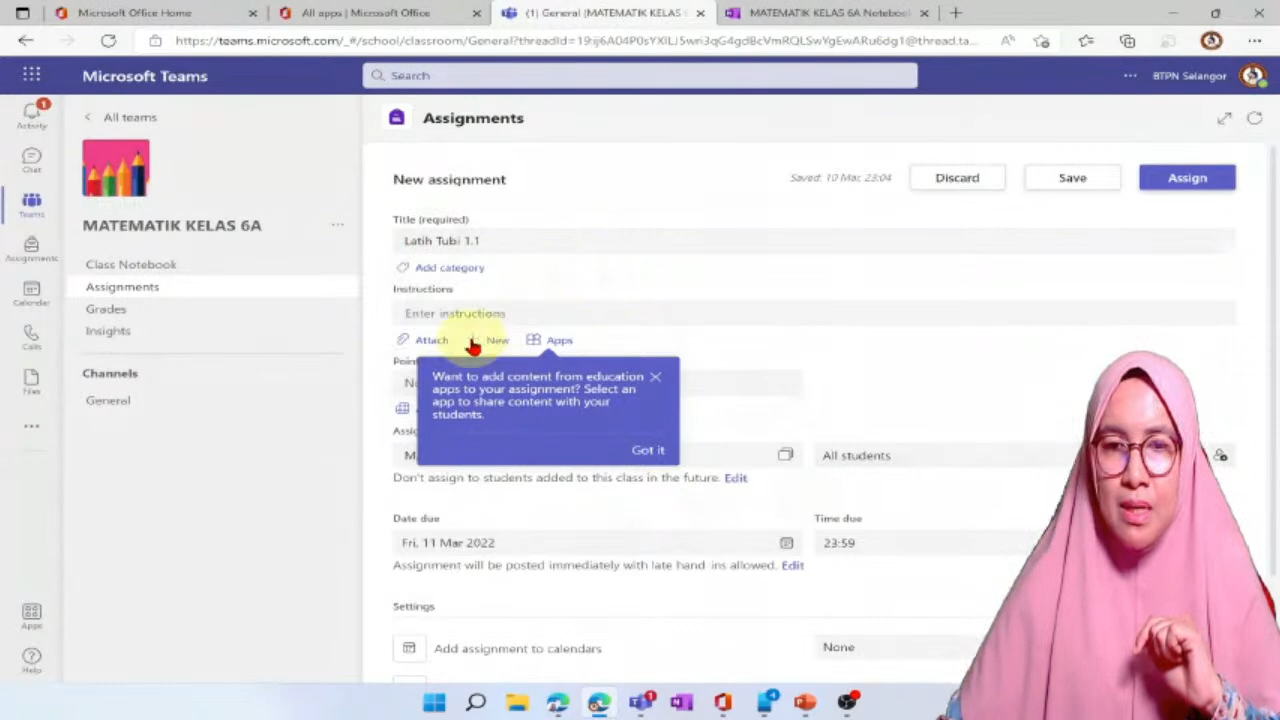 Microsoft Office Home
All apps | Microsoft Office
(1) General (MATEMATIK KELAS
MATEMATIK KELAS 6A Notebook
Microsoft Teams
Search
BTPN Selangor
Activity
Chat
Teams
Assignments
Calendar
Calls
Files
Apps
Help
All teams
MATEMATIK KELAS 6A
Class Notebook
Assignments
Grades
Insights
Channels
General
Assignments
New assignment
Saved: 10 Mar, 23:04
Discard
Save
Assign
Title (required)
Latih Tubi 1.1
Add category
Instructions
Enter instructions
Attach
New
Apps
Want to add content from education
apps to your assignment? Select an
app to share content with your
students.
Got it
All students
Don't assign to students added to this class in the future. Edit
Date due
Time due
Fri, 11 Mar 2022
23:59
Assignment will be posted immediately with late hand ins allowed. Edit
Settings
Add assignment to calendars
None